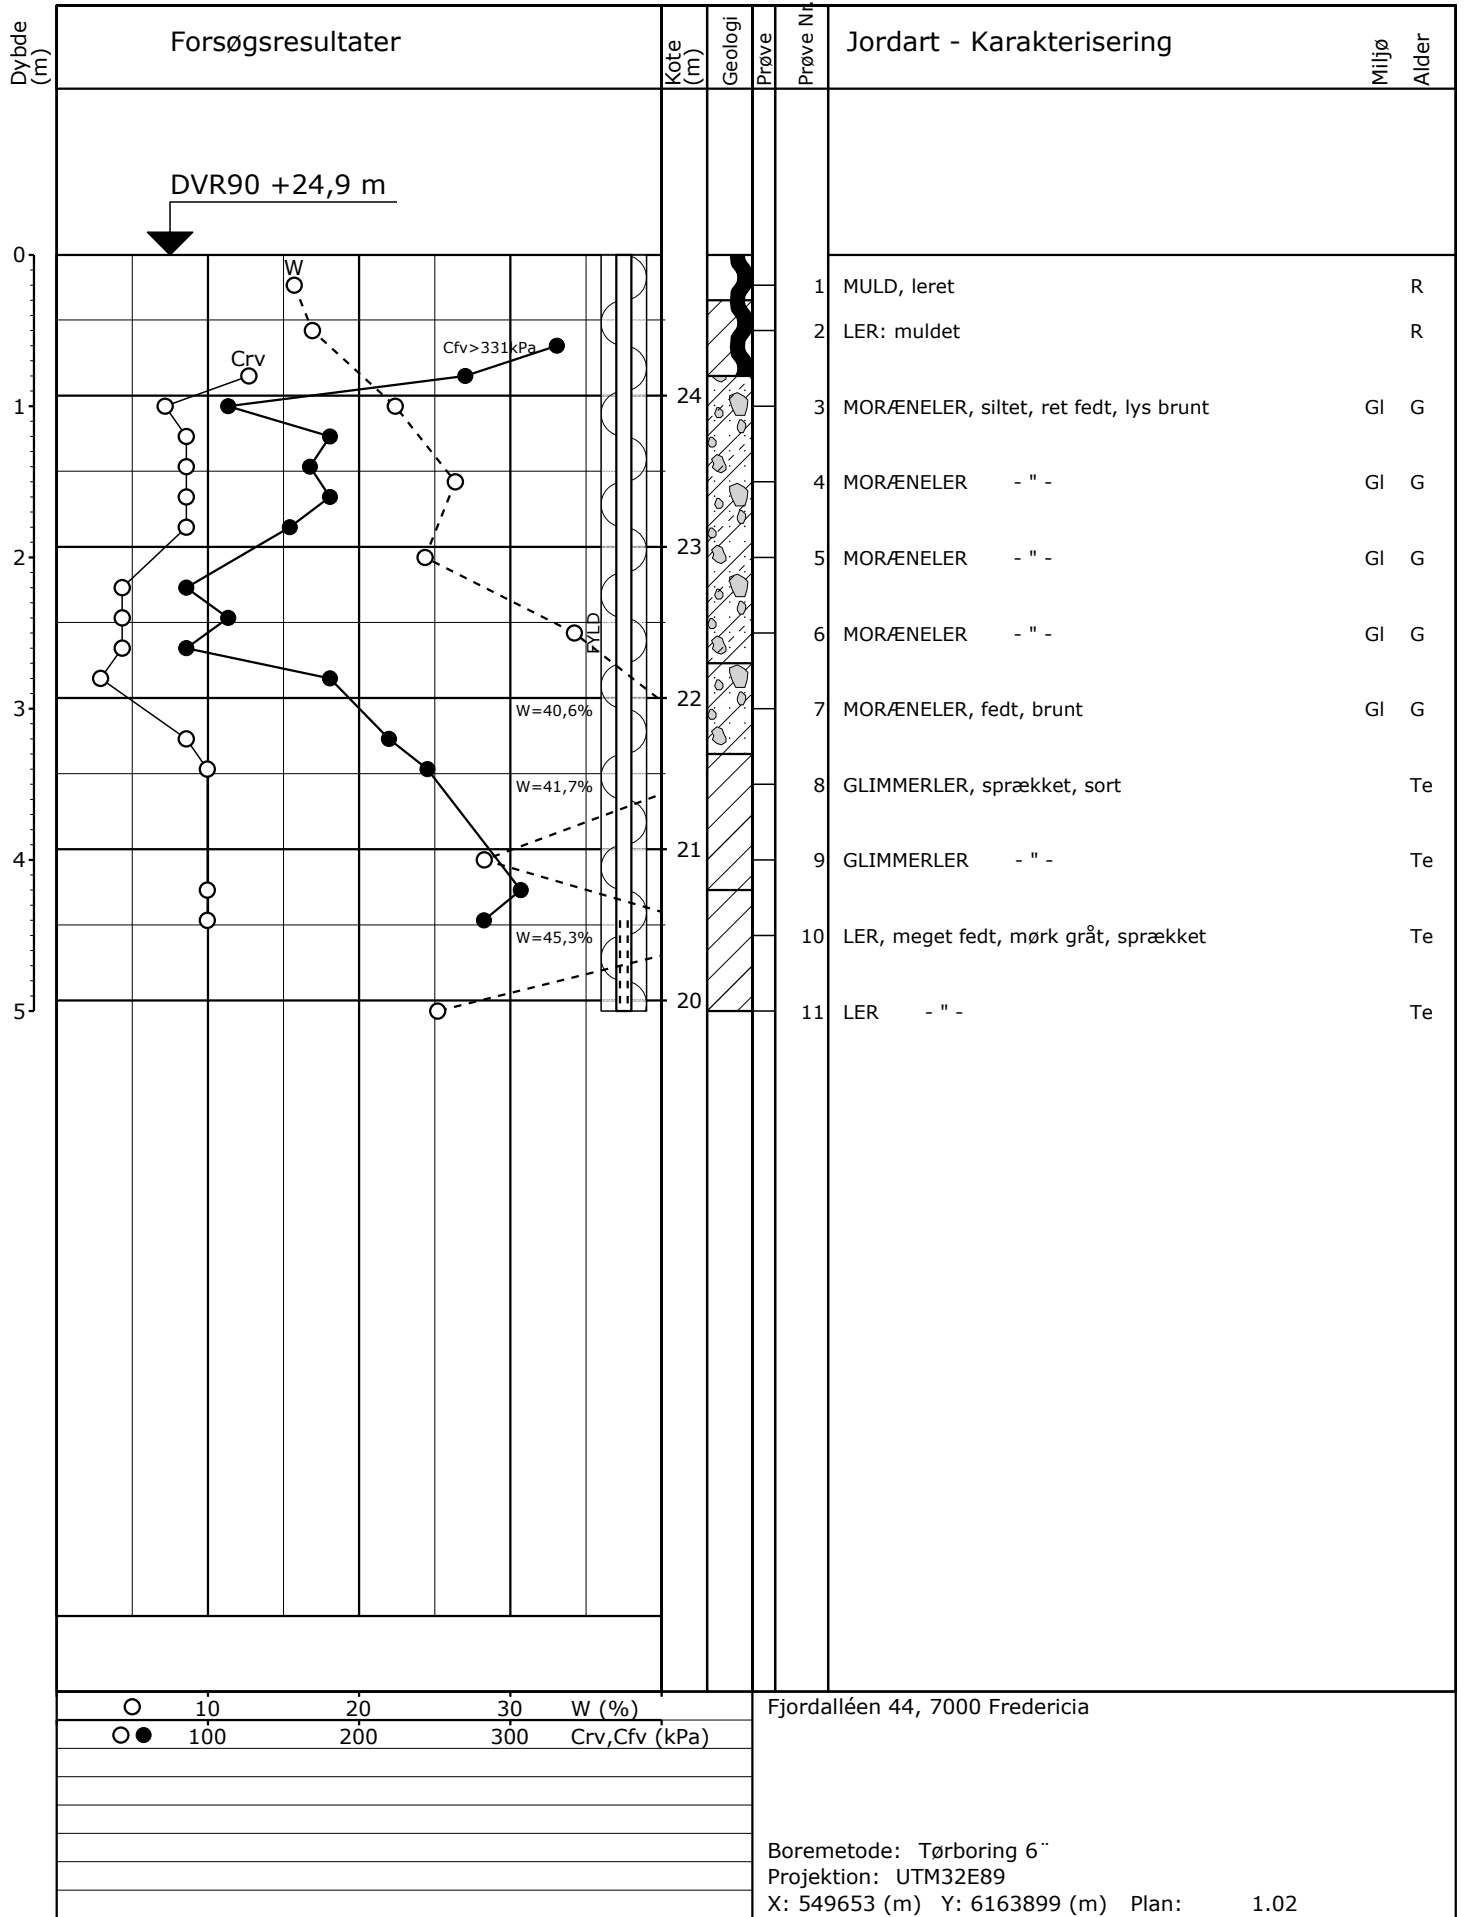 Dybde (m)
Forsøgsresultater
Kote (m)
Geologi
Prøve
Prøve Nr.
Jordart - Karakterisering
Miljø
Alder
DVR90 +24,9 m
0
W
1 MULD, leret R
2 LER: muldet R
Cfv>331kPa
Crv
24
1
3 MORÆNELER, siltet, ret fedt, lys brunt Gl G
4 MORÆNELER - " - Gl G
23
2
5 MORÆNELER - " - Gl G
FYLD
6 MORÆNELER - " - Gl G
22
3
W=40,6%
7 MORÆNELER, fedt, brunt Gl G
W=41,7%
8 GLIMMERLER, sprækket, sort Te
21
4
9 GLIMMERLER - " - Te
W=45,3%
10 LER, meget fedt, mørk gråt, sprækket Te
20
5
11 LER - " - Te
10 20 30 W (%)
100 200 300 Crv,Cfv (kPa)
Fjordalléen 44, 7000 Fredericia
Boremetode: Tørboring 6¨
Projektion: UTM32E89
X: 549653 (m) Y: 6163899 (m) Plan: 1.02